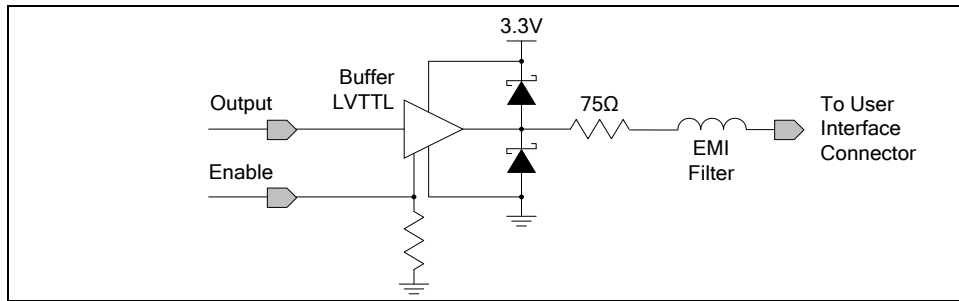 3.3V
Buffer
LVTTL
Output
75Ω
To User
Interface
Connector
EMI
Filter
Enable